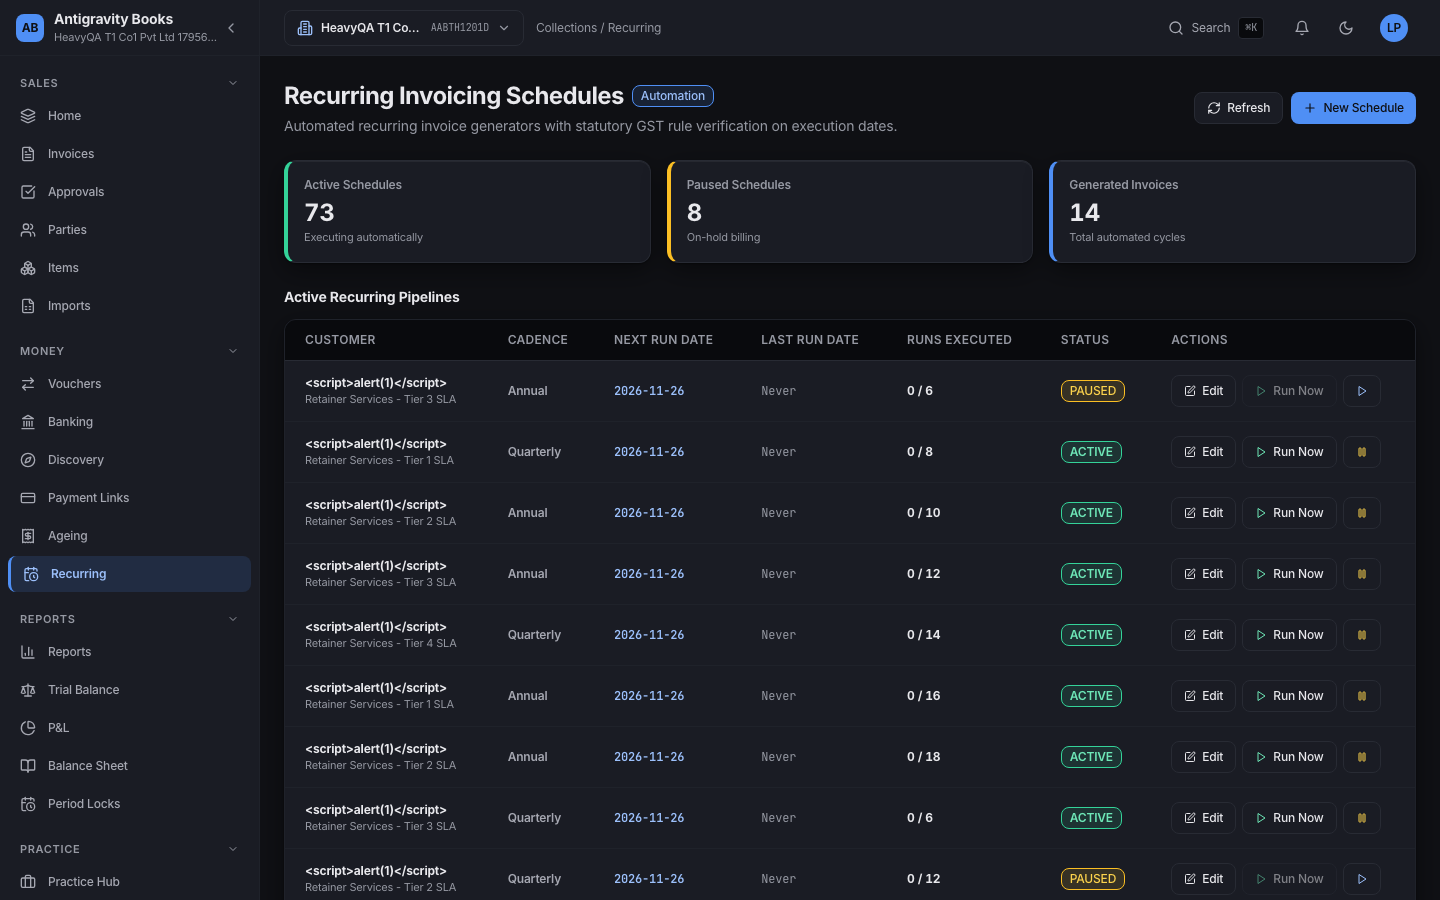 AB
Antigravity Books
HeavyQA T1 Co1 Pvt Ltd 17956...
HeavyQA T1 Co... AABTH1201D
Collections / Recurring
Search ⌘K
LP
SALES
Home
Invoices
Approvals
Parties
Items
Imports
MONEY
Vouchers
Banking
Discovery
Payment Links
Ageing
Recurring
REPORTS
Reports
Trial Balance
P&L
Balance Sheet
Period Locks
PRACTICE
Practice Hub
Recurring Invoicing Schedules Automation
Automated recurring invoice generators with statutory GST rule verification on execution dates.
Refresh
New Schedule
Active Schedules
73
Executing automatically
Paused Schedules
8
On-hold billing
Generated Invoices
14
Total automated cycles
Active Recurring Pipelines
CUSTOMER CADENCE NEXT RUN DATE LAST RUN DATE RUNS EXECUTED STATUS ACTIONS
<script>alert(1)</script>
Retainer Services - Tier 3 SLA
Annual 2026-11-26 Never 0 / 6 PAUSED Edit Run Now
<script>alert(1)</script>
Retainer Services - Tier 1 SLA
Quarterly 2026-11-26 Never 0 / 8 ACTIVE Edit Run Now
<script>alert(1)</script>
Retainer Services - Tier 2 SLA
Annual 2026-11-26 Never 0 / 10 ACTIVE Edit Run Now
<script>alert(1)</script>
Retainer Services - Tier 3 SLA
Annual 2026-11-26 Never 0 / 12 ACTIVE Edit Run Now
<script>alert(1)</script>
Retainer Services - Tier 4 SLA
Quarterly 2026-11-26 Never 0 / 14 ACTIVE Edit Run Now
<script>alert(1)</script>
Retainer Services - Tier 1 SLA
Annual 2026-11-26 Never 0 / 16 ACTIVE Edit Run Now
<script>alert(1)</script>
Retainer Services - Tier 2 SLA
Annual 2026-11-26 Never 0 / 18 ACTIVE Edit Run Now
<script>alert(1)</script>
Retainer Services - Tier 3 SLA
Quarterly 2026-11-26 Never 0 / 6 ACTIVE Edit Run Now
<script>alert(1)</script>
Retainer Services - Tier 2 SLA
Quarterly 2026-11-26 Never 0 / 12 PAUSED Edit Run Now